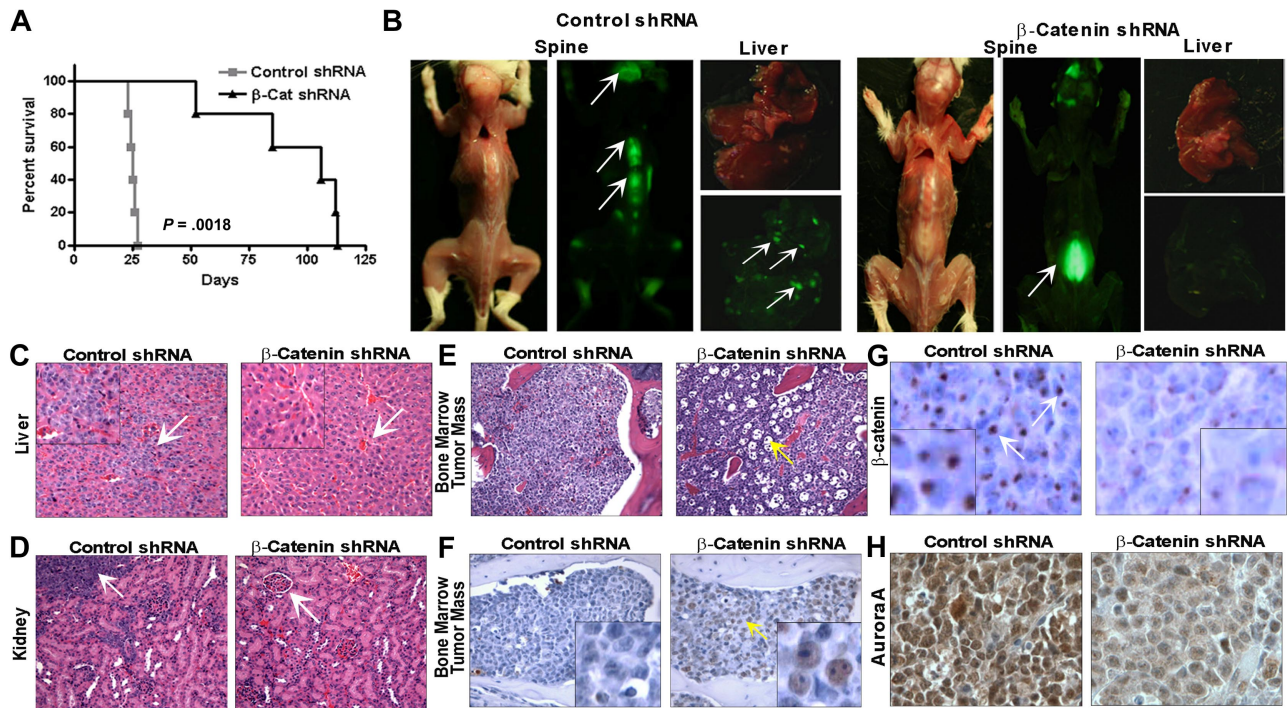 A
Control shRNA
β-Cat shRNA
Percent survival
100
80
60
40
20
0
P = .0018
0
25
50
75
100
125
Days
B
Control shRNA
β-Catenin shRNA
Spine
Liver
Spine
Liver
C
Control shRNA
β-Catenin shRNA
Liver
D
Control shRNA
β-Catenin shRNA
Kidney
E
Control shRNA
β-Catenin shRNA
Bone Marrow
Tumor Mass
F
Control shRNA
β-Catenin shRNA
Bone Marrow
Tumor Mass
G
Control shRNA
β-Catenin shRNA
β-catenin
H
Control shRNA
β-Catenin shRNA
AuroraA